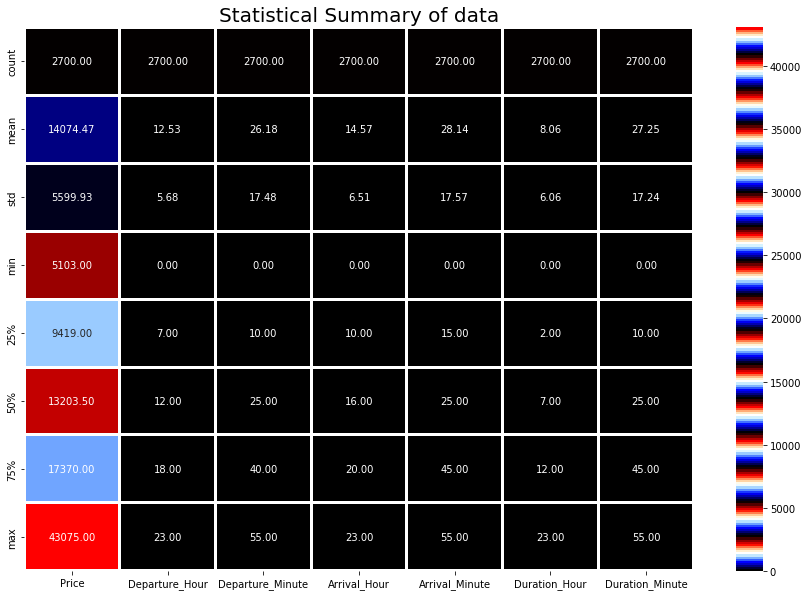 Statistical Summary of data
count 2700.00 2700.00 2700.00 2700.00 2700.00 2700.00 2700.00
mean 14074.47 12.53 26.18 14.57 28.14 8.06 27.25
std 5599.93 5.68 17.48 6.51 17.57 6.06 17.24
min 5103.00 0.00 0.00 0.00 0.00 0.00 0.00
25% 9419.00 7.00 10.00 10.00 15.00 2.00 10.00
50% 13203.50 12.00 25.00 16.00 25.00 7.00 25.00
75% 17370.00 18.00 40.00 20.00 45.00 12.00 45.00
max 43075.00 23.00 55.00 23.00 55.00 23.00 55.00
Price Departure_Hour Departure_Minute Arrival_Hour Arrival_Minute Duration_Hour Duration_Minute
40000
35000
30000
25000
20000
15000
10000
5000
0